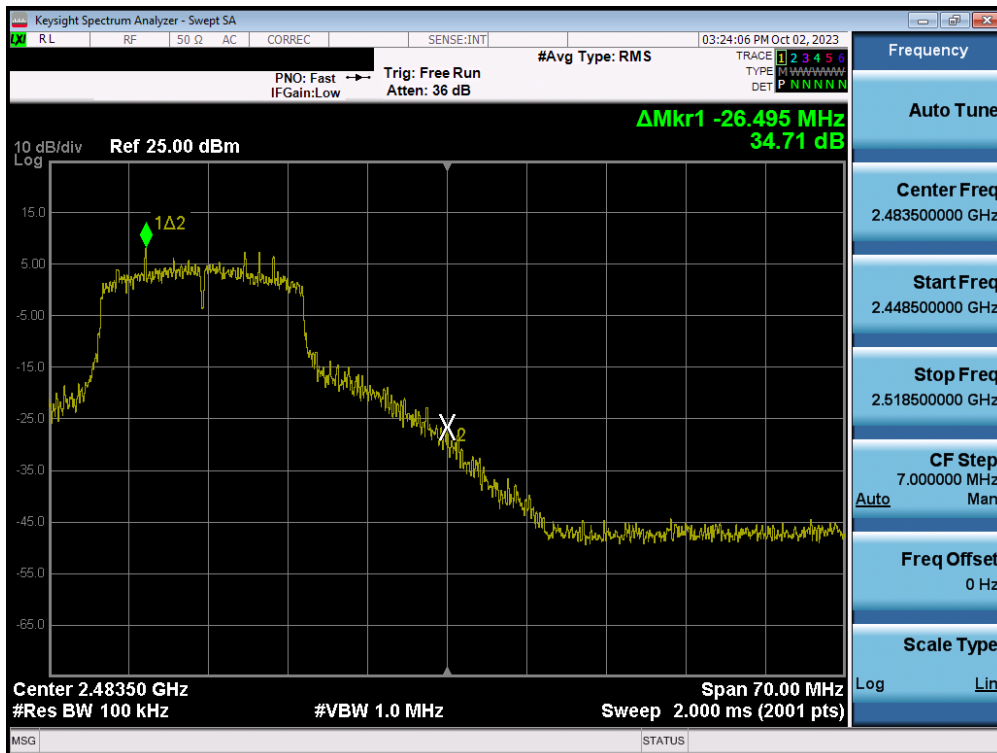 Keysight Spectrum Analyzer - Swept SA
LXI RL RF 50 Ω AC CORREC SENSE:INT 03:24:06 PM Oct 02, 2023
#Avg Type: RMS
TRACE 1 2 3 4 5 6
PNO: Fast Trig: Free Run
TYPE M WWWWW
IFGain:Low Atten: 36 dB
DET P N N N N N
ΔMkr1 -26.495 MHz
34.71 dB
10 dB/div Ref 25.00 dBm
Log
1Δ2
15.0
5.00
-5.00
-15.0
-25.0
2
-35.0
-45.0
-55.0
-65.0
Center 2.48350 GHz Span 70.00 MHz
#Res BW 100 kHz #VBW 1.0 MHz Sweep 2.000 ms (2001 pts)
MSG STATUS
Frequency
Auto Tune
Center Freq
2.483500000 GHz
Start Freq
2.448500000 GHz
Stop Freq
2.518500000 GHz
CF Step
7.000000 MHz
Auto Man
Freq Offset
0 Hz
Scale Type
Log Lin